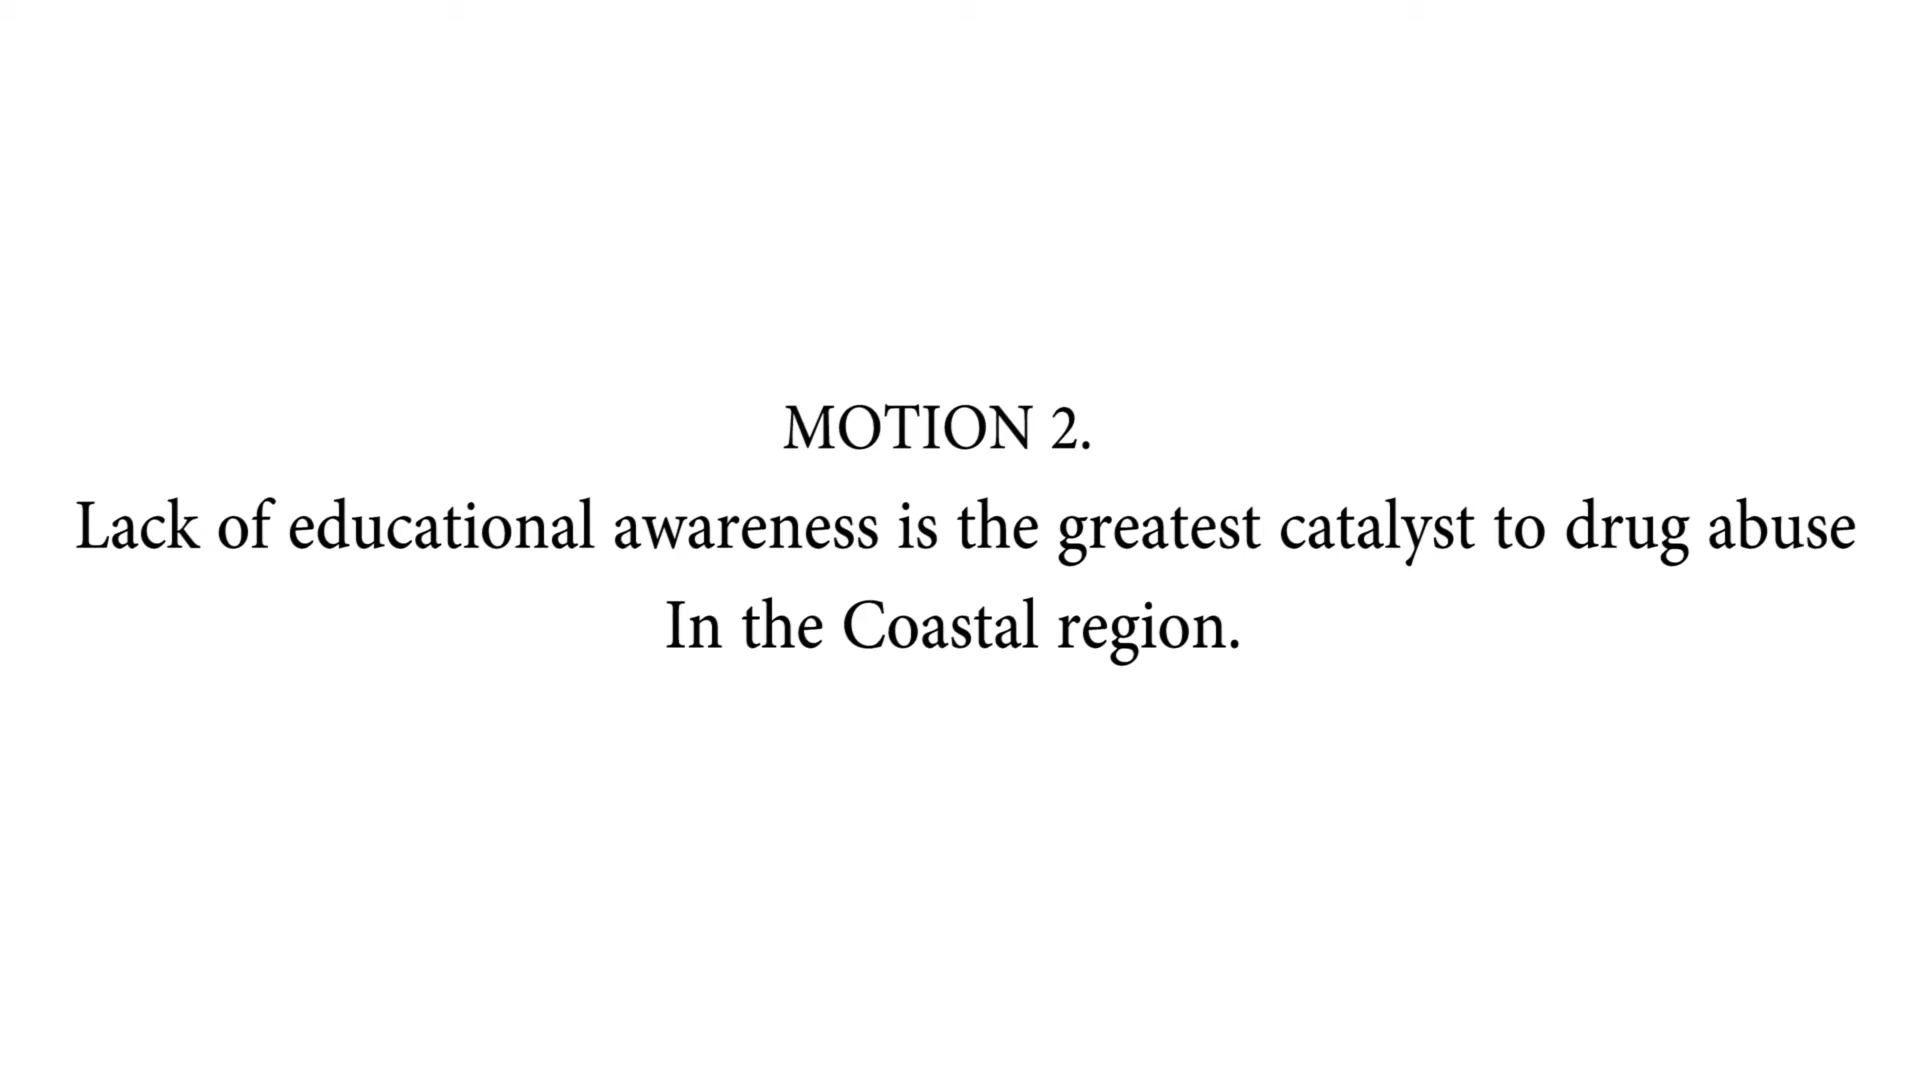 MOTION 2.
Lack of educational awareness is the greatest catalyst to drug abuse
In the Coastal region.